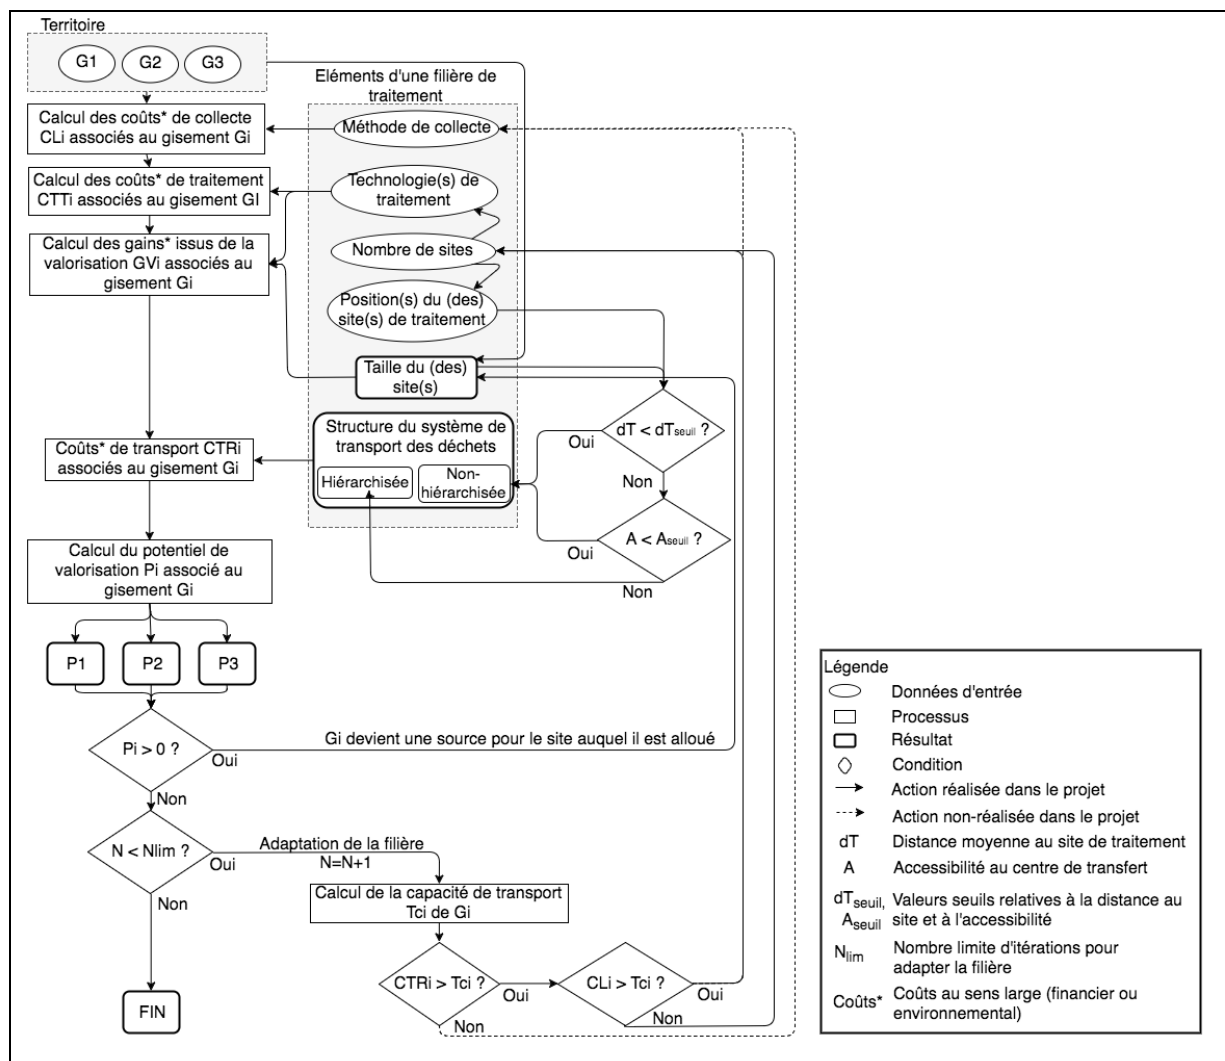 Territoire
G1
G2
G3
Eléments d'une filière de
traitement
Calcul des coûts* de collecte
CLi associés au gisement Gi
Méthode de collecte
Calcul des coûts* de traitement
CTTi associés au gisement GI
Technologie(s) de
traitement
Calcul des gains* issus de la
valorisation GVi associés au
gisement Gi
Nombre de sites
Position(s) du (des)
site(s) de traitement
Taille du (des)
site(s)
Structure du système de
transport des déchets
Hiérarchisée
Non-
hiérarchisée
Coûts* de transport CTRi
associés au gisement Gi
dT < dTseuil ?
Oui
Non
A < Aseuil ?
Oui
Non
Calcul du potentiel de
valorisation Pi associé au
gisement Gi
P1
P2
P3
Pi > 0 ?
Oui
Gi devient une source pour le site auquel il est alloué
Non
N < Nlim ?
Oui
Adaptation de la filière
N=N+1
Non
Calcul de la capacité de transport
Tci de Gi
CTRi > Tci ?
Oui
Non
CLi > Tci ?
Oui
Non
FIN
Légende
Données d'entrée
Processus
Résultat
Condition
Action réalisée dans le projet
Action non-réalisée dans le projet
dT Distance moyenne au site de traitement
A Accessibilité au centre de transfert
dTseuil, Valeurs seuils relatives à la distance au
Aseuil site et à l'accessibilité
Nlim Nombre limite d'itérations pour
adapter la filière
Coûts* Coûts au sens large (financier ou
environnemental)